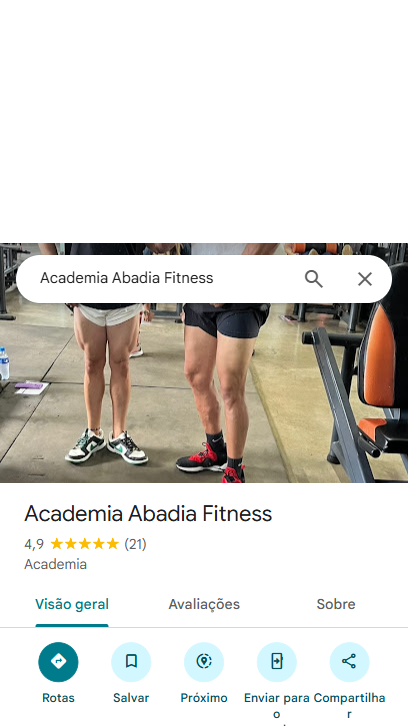 Academia Abadia Fitness
Academia Abadia Fitness
4,9 ★★★★★ (21)
Academia
Visão geral Avaliações Sobre
Rotas Salvar Próximo Enviar para o Compartilhar